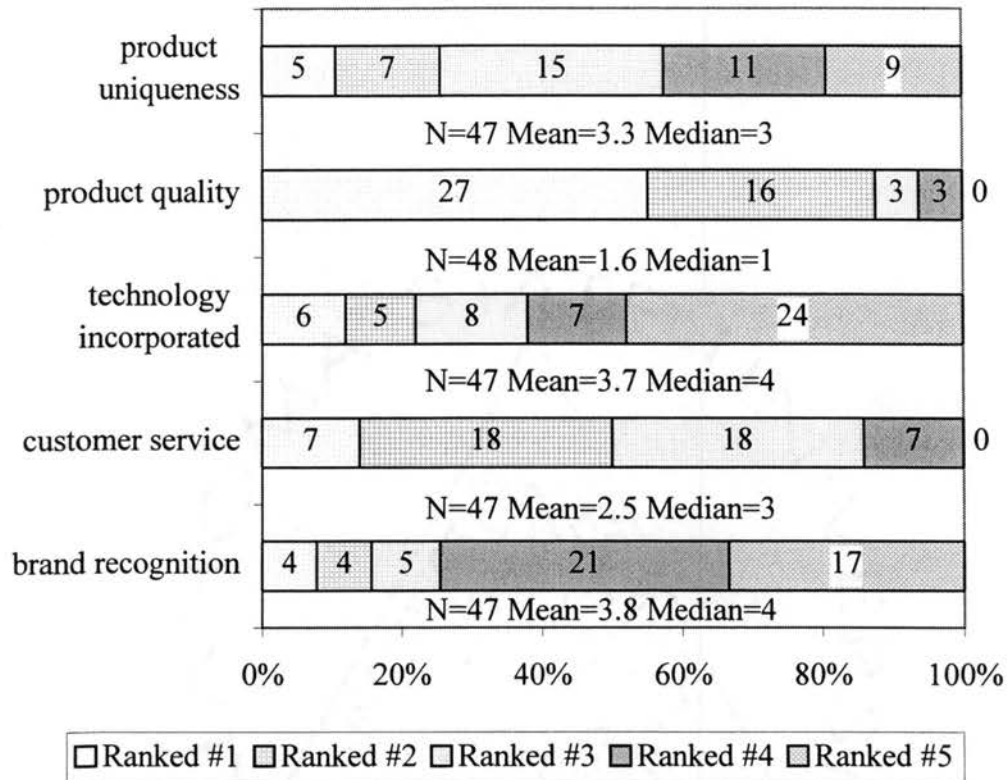 product
uniqueness
5 7 15 11 9
N=47 Mean=3.3 Median=3
product quality
27 16 3 3 0
N=48 Mean=1.6 Median=1
technology
incorporated
6 5 8 7 24
N=47 Mean=3.7 Median=4
customer service
7 18 18 7 0
N=47 Mean=2.5 Median=3
brand recognition
4 4 5 21 17
N=47 Mean=3.8 Median=4
0% 20% 40% 60% 80% 100%
Ranked #1 Ranked #2 Ranked #3 Ranked #4 Ranked #5